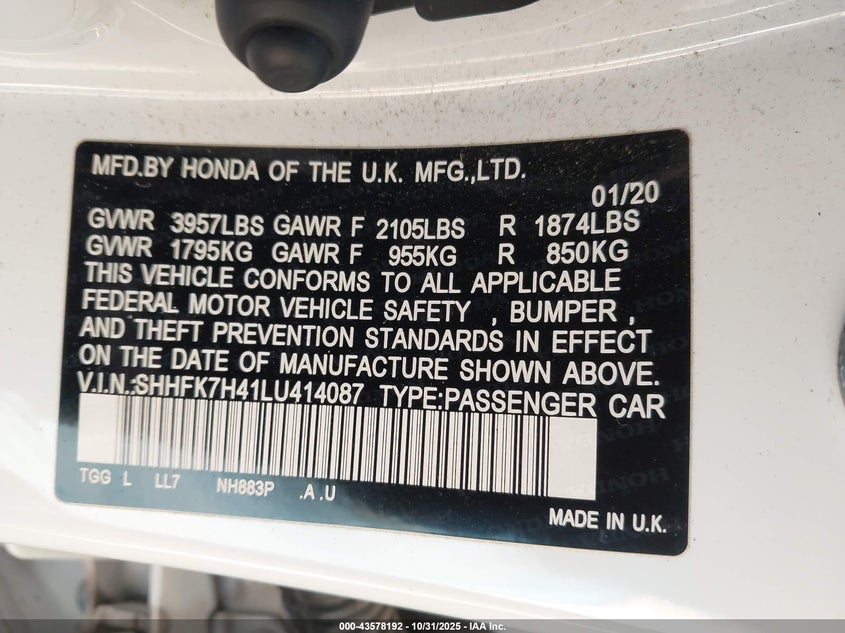 MFD.BY HONDA OF THE U.K. MFG.,LTD.
01/20
GVWR 3957LBS GAWR F 2105LBS R 1874LBS
GVWR 1795KG GAWR F 955KG R 850KG
THIS VEHICLE CONFORMS TO ALL APPLICABLE
FEDERAL MOTOR VEHICLE SAFETY , BUMPER ,
AND THEFT PREVENTION STANDARDS IN EFFECT
ON THE DATE OF MANUFACTURE SHOWN ABOVE.
V.I.N.:SHHFK7H41LU414087 TYPE:PASSENGER CAR
TGG L LL7 NH883P .A .U
MADE IN U.K.
000-43578192 - 10/31/2025 - IAA Inc.